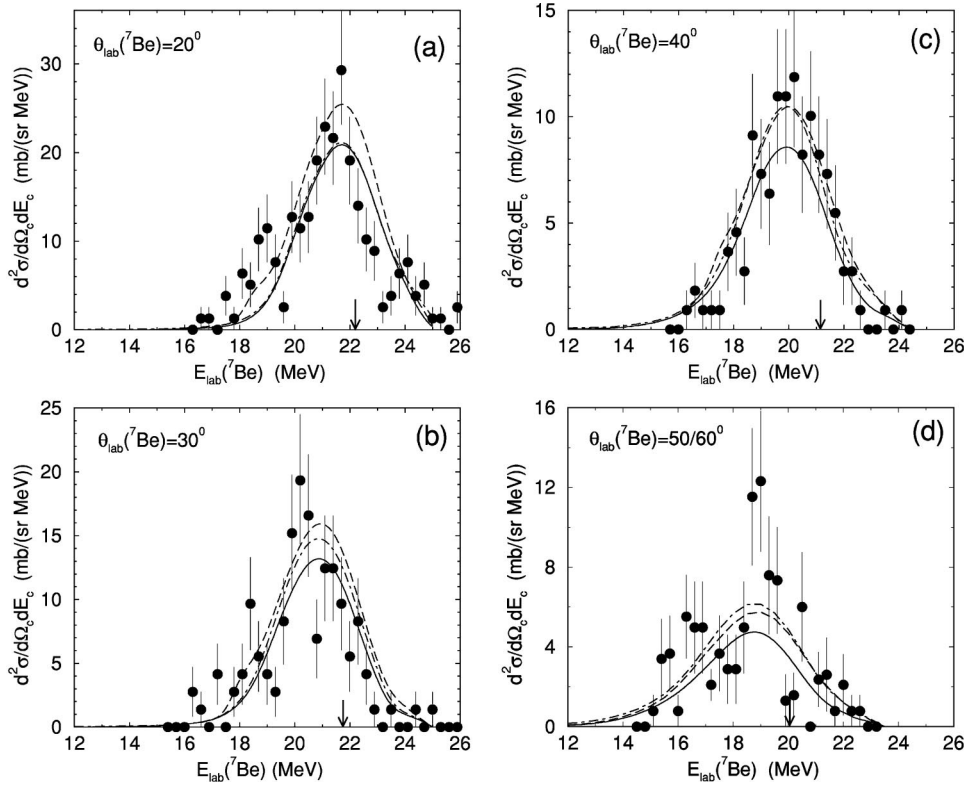 (a)
θlab(⁷Be)=20⁰
d²σ/dΩcdEc (mb/(sr MeV))
30
20
10
0
12 14 16 18 20 22 24 26
Elab(⁷Be) (MeV)
(c)
θlab(⁷Be)=40⁰
d²σ/dΩcdEc (mb/(sr MeV))
15
10
5
0
12 14 16 18 20 22 24 26
Elab(⁷Be) (MeV)
(b)
θlab(⁷Be)=30⁰
d²σ/dΩcdEc (mb/(sr MeV))
25
20
15
10
5
0
12 14 16 18 20 22 24 26
Elab(⁷Be) (MeV)
(d)
θlab(⁷Be)=50/60⁰
d²σ/dΩcdEc (mb/(sr MeV))
16
12
8
4
0
12 14 16 18 20 22 24 26
Elab(⁷Be) (MeV)